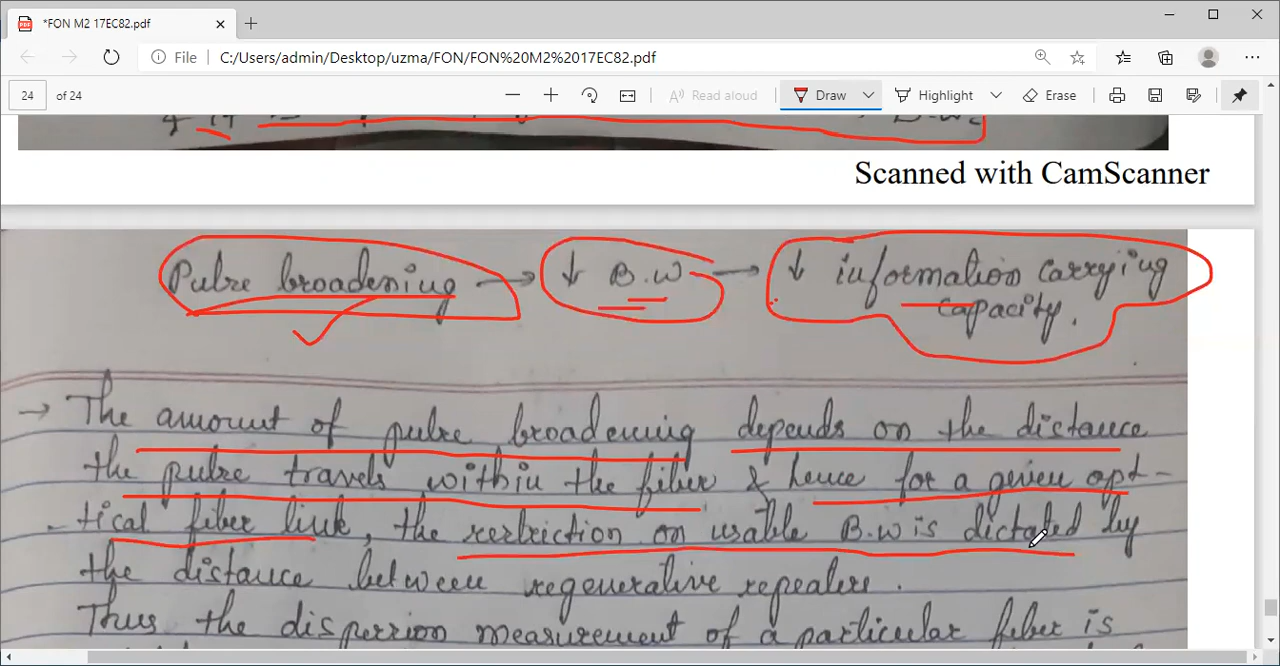 *FON M2 17EC82.pdf
File C:/Users/admin/Desktop/uzma/FON/FON%20M2%2017EC82.pdf
24 of 24 Read aloud Draw Highlight Erase
Scanned with CamScanner
Pulse broadening → ↓ B.W → ↓ information carrying
capacity.
→ The amount of pulse broadening depends on the distance
the pulse travels within the fiber & hence for a given opt-
-tical fiber link, the restriction on usable B.W is dictated by
the distance between regenerative repeaters.
Thus the dispersion measurement of a particular fiber is